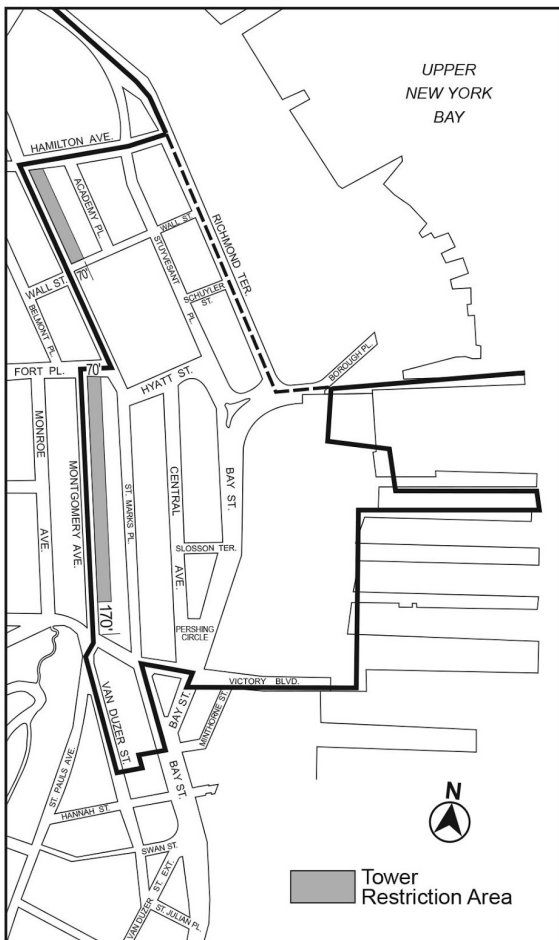 UPPER
NEW YORK
BAY
HAMILTON AVE.
ACADEMY PL.
WALL ST.
RICHMOND TER.
STUYVESANT
PL.
SCHUYLER
ST.
70'
WALL ST.
BELMONT PL.
BOROUGH PL.
FORT PL.
70'
HYATT ST.
MONROE
AVE.
MONTGOMERY AVE.
ST. MARKS PL.
CENTRAL
AVE.
BAY ST.
SLOSSON TER.
170'
PERSHING
CIRCLE
VICTORY BLVD.
VAN DUZER ST.
BAY ST.
MINTHORNE ST.
ST. PAULS AVE.
BAY ST.
HANNAH ST.
SWAN ST.
VAN DUZER ST. EXT.
ST. JULIAN PL.
N
Tower
Restriction Area